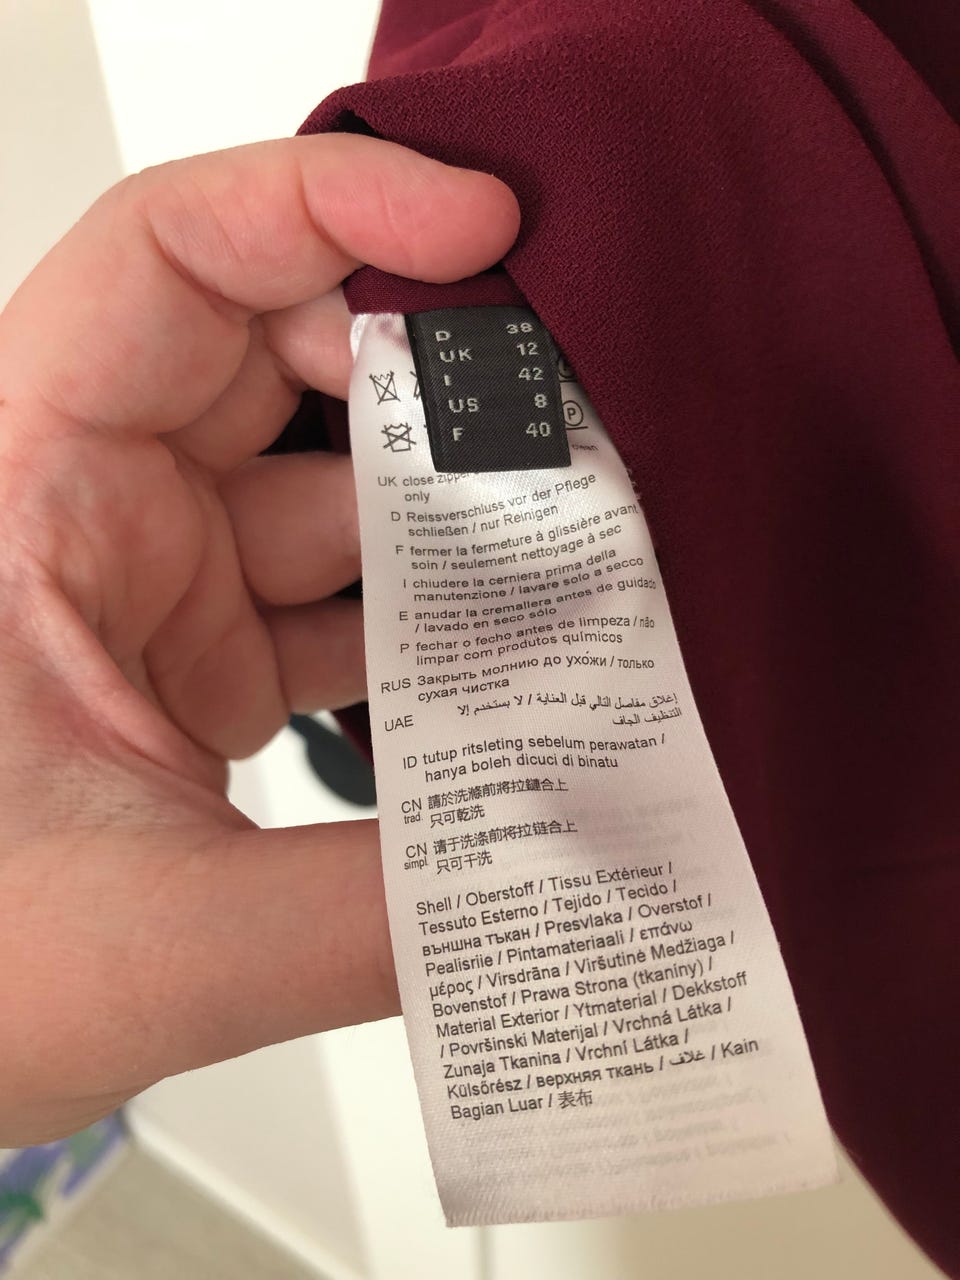 D 38
UK 12
I 42
US 8
F 40
P
clean
UK close zipper
only
D Reissverschluss vor der Pflege
schließen / nur Reinigen
F fermer la fermeture à glissière avant
soin / seulement nettoyage à sec
I chiudere la cerniera prima della
manutenzione / lavare solo a secco
E anudar la cremallera antes de guidado
/ lavado en seco sólo
P fechar o fecho antes de limpeza / não
limpar com produtos químicos
RUS Закрыть молнию до ухо́жи / только
сухая чистка
UAE إغلاق مفاصل التالي قبل العناية / لا يستخدم إلا
التنظيف الجاف
ID tutup ritsleting sebelum perawatan /
hanya boleh dicuci di binatu
CN trad. 請於洗滌前將拉鏈合上
只可乾洗
CN simpl. 请于洗涤前将拉链合上
只可干洗
Shell / Oberstoff / Tissu Extérieur /
Tessuto Esterno / Tejido / Tecido /
външна тъкан / Presvlaka / Overstof /
Pealisriie / Pintamateriaali / επάνω
μέρος / Virsdrāna / Viršutinė Medžiaga /
Bovenstof / Prawa Strona (tkaniny) /
Material Exterior / Ytmaterial / Dekkstoff
/ Površinski Materijal / Vrchná Látka /
Zunaja Tkanina / Vrchní Látka /
Külsőrész / верхняя ткань / غلاف / Kain
Bagian Luar / 表布